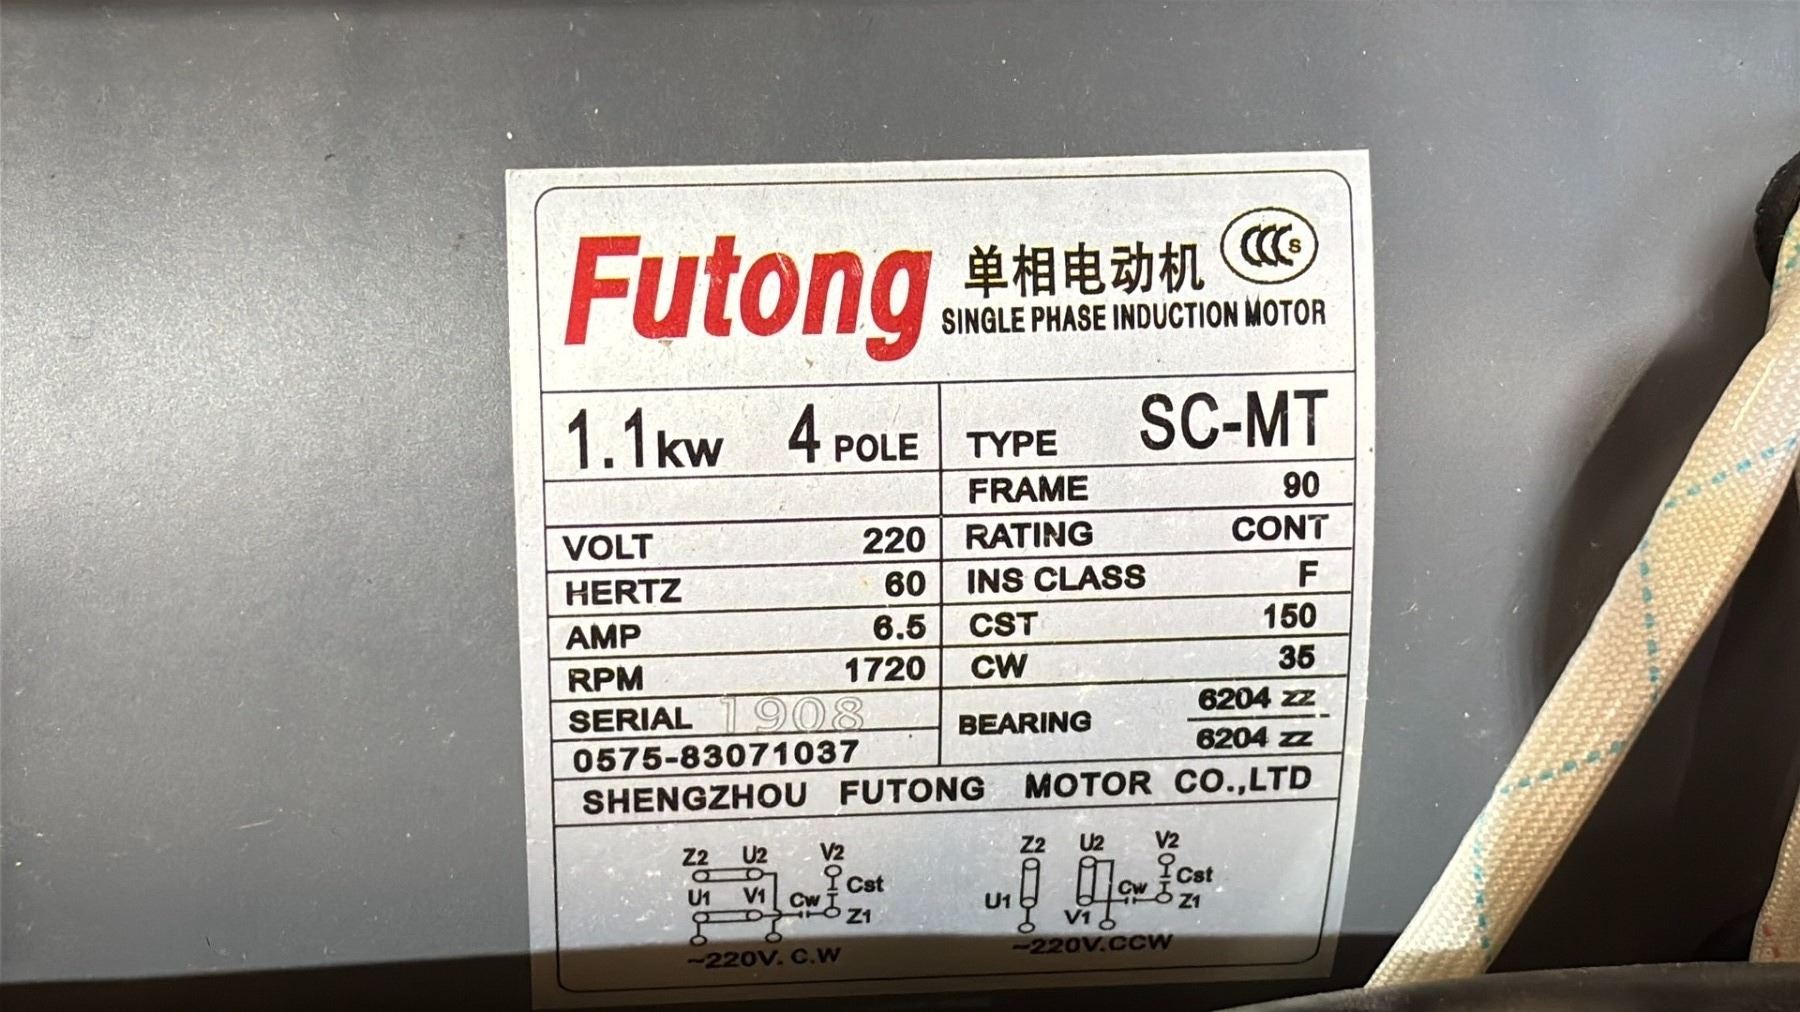 Futong 单相电动机 CCC S
SINGLE PHASE INDUCTION MOTOR
1.1kw 4 POLE TYPE SC-MT
FRAME 90
VOLT 220 RATING CONT
HERTZ 60 INS CLASS F
AMP 6.5 CST 150
RPM 1720 CW 35
SERIAL 1908 BEARING 6204 ZZ
0575-83071037 6204 ZZ
SHENGZHOU FUTONG MOTOR CO.,LTD
Z2 U2 V2 Z2 U2 V2
U1 V1 Cw Cst Z1 U1 V1 Cw Cst Z1
~220V. C.W ~220V.CCW